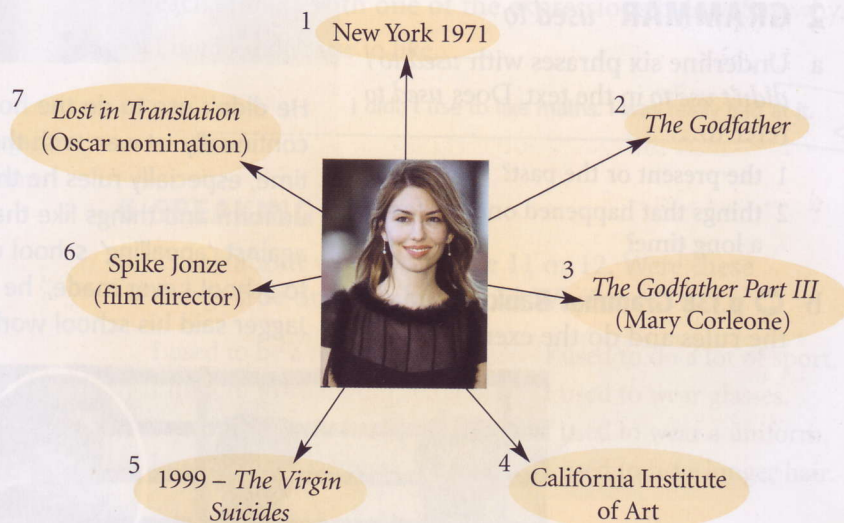 1
New York 1971
2
The Godfather
3
The Godfather Part III
(Mary Corleone)
4
California Institute
of Art
5
1999 – The Virgin
Suicides
6
Spike Jonze
(film director)
7
Lost in Translation
(Oscar nomination)